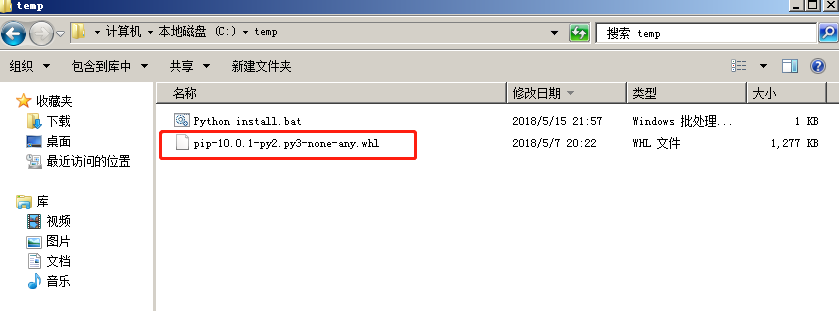 temp
计算机 本地磁盘 (C:) temp 搜索 temp
组织 包含到库中 共享 新建文件夹
收藏夹
下载
桌面
最近访问的位置
库
视频
图片
文档
音乐
名称 修改日期 类型 大小
Python install.bat 2018/5/15 21:57 Windows 批处理... 1 KB
pip-10.0.1-py2.py3-none-any.whl 2018/5/7 20:22 WHL 文件 1,277 KB